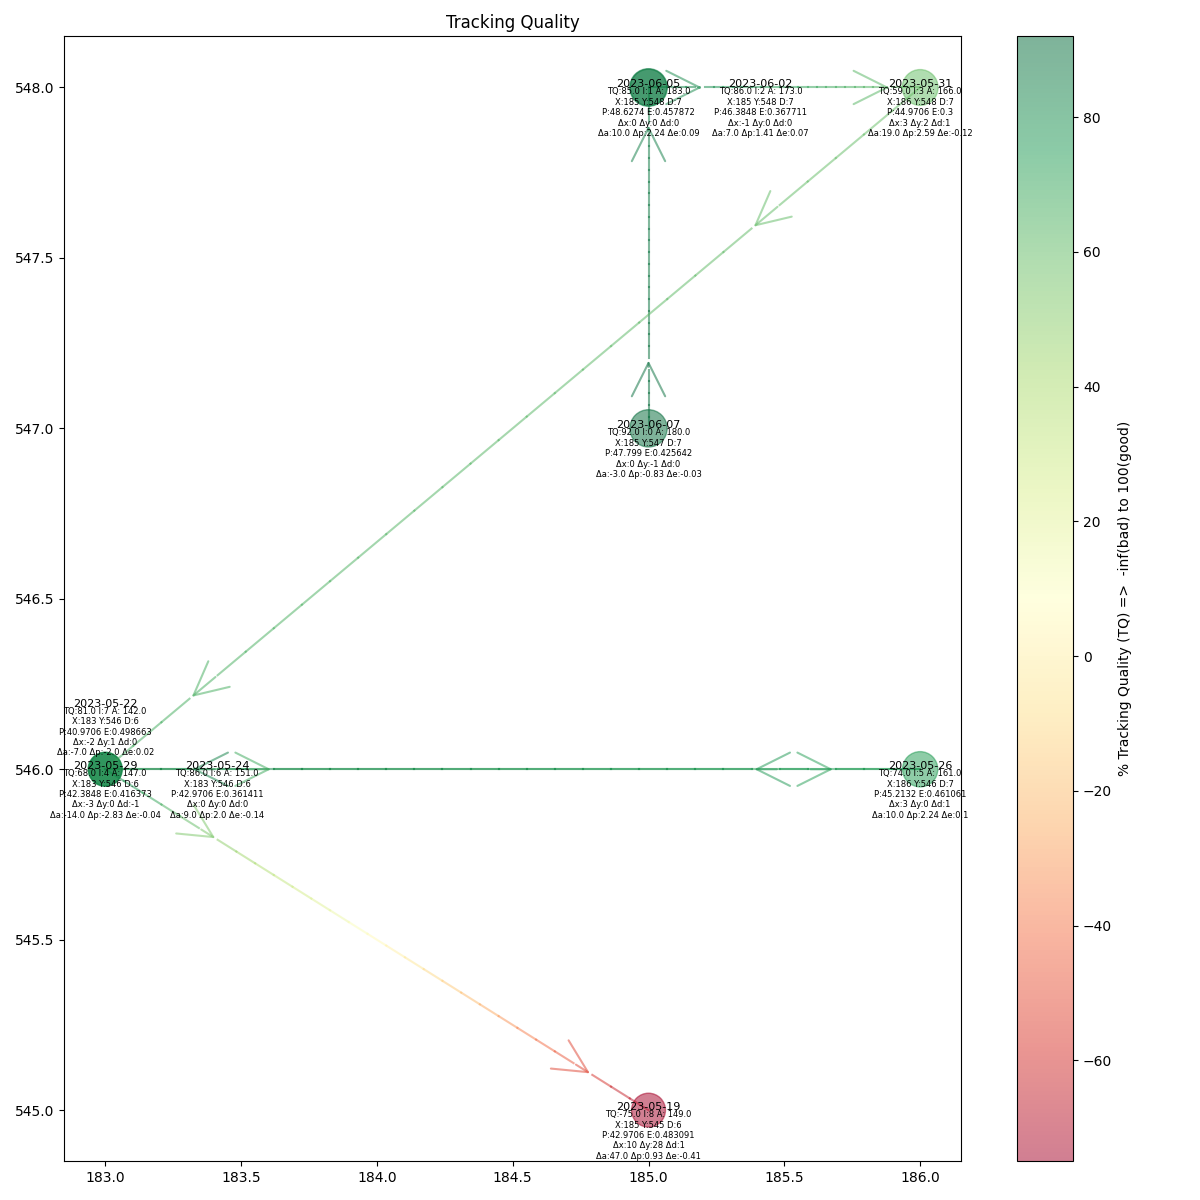 Tracking Quality
548.0
547.5
547.0
546.5
546.0
545.5
545.0
183.0
183.5
184.0
184.5
185.0
185.5
186.0
2023-06-05
TQ:85.0 I:1 A: 183.0
X:185 Y:548 D:7
P:48.6274 E:0.457872
Δx:0 Δy:0 Δd:0
Δa:10.0 Δp:2.24 Δe:0.09
2023-06-02
TQ:86.0 I:2 A: 173.0
X:185 Y:548 D:7
P:46.3848 E:0.367711
Δx:-1 Δy:0 Δd:0
Δa:7.0 Δp:1.41 Δe:0.07
2023-05-31
TQ:59.0 I:3 A: 166.0
X:186 Y:548 D:7
P:44.9706 E:0.3
Δx:3 Δy:2 Δd:1
Δa:19.0 Δp:2.59 Δe:-0.12
2023-06-07
TQ:92.0 I:0 A: 180.0
X:185 Y:547 D:7
P:47.799 E:0.425642
Δx:0 Δy:-1 Δd:0
Δa:-3.0 Δp:-0.83 Δe:-0.03
2023-05-22
TQ:81.0 I:7 A: 142.0
X:183 Y:546 D:6
P:40.9706 E:0.498663
Δx:-2 Δy:1 Δd:0
Δa:-7.0 Δp:-2.0 Δe:0.02
2023-05-29
TQ:68.0 I:4 A: 147.0
X:183 Y:546 D:6
P:42.3848 E:0.416373
Δx:-3 Δy:0 Δd:-1
Δa:-14.0 Δp:-2.83 Δe:-0.04
2023-05-24
TQ:86.0 I:6 A: 151.0
X:183 Y:546 D:6
P:42.9706 E:0.361411
Δx:0 Δy:0 Δd:0
Δa:9.0 Δp:2.0 Δe:-0.14
2023-05-26
TQ:74.0 I:5 A: 161.0
X:186 Y:546 D:7
P:45.2132 E:0.461061
Δx:3 Δy:0 Δd:1
Δa:10.0 Δp:2.24 Δe:0.1
2023-05-19
TQ:-75.0 I:8 A: 149.0
X:185 Y:545 D:6
P:42.9706 E:0.483091
Δx:10 Δy:28 Δd:1
Δa:47.0 Δp:0.93 Δe:-0.41
80
60
40
20
0
−20
−40
−60
% Tracking Quality (TQ) => -inf(bad) to 100(good)